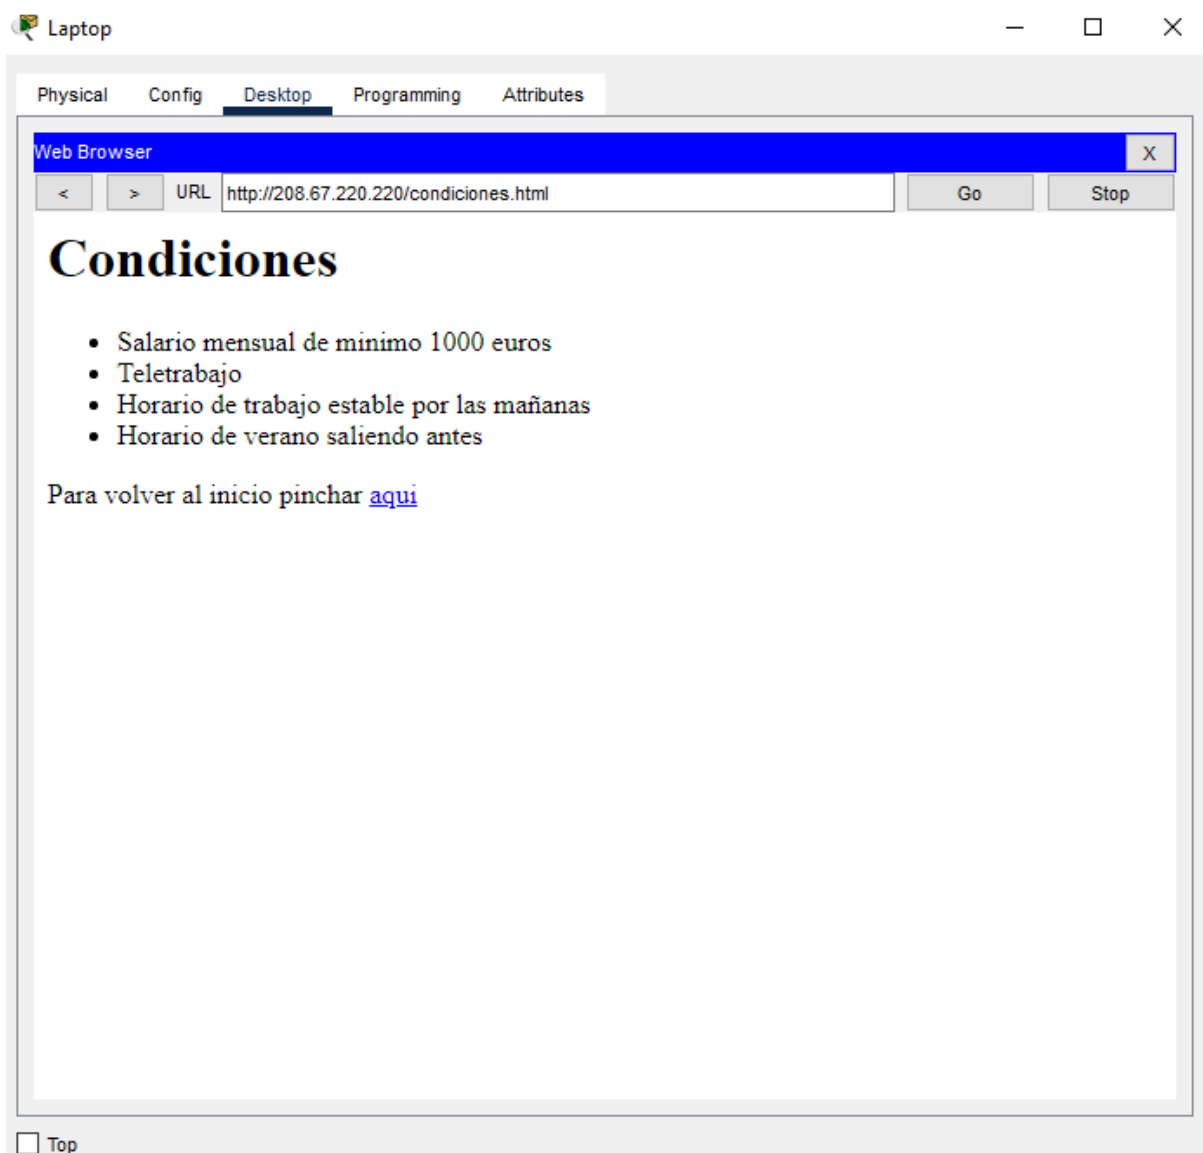 Laptop
Physical Config Desktop Programming Attributes
Web Browser X
< > URL http://208.67.220.220/condiciones.html Go Stop
Condiciones
• Salario mensual de minimo 1000 euros
• Teletrabajo
• Horario de trabajo estable por las mañanas
• Horario de verano saliendo antes
Para volver al inicio pinchar aqui
Top